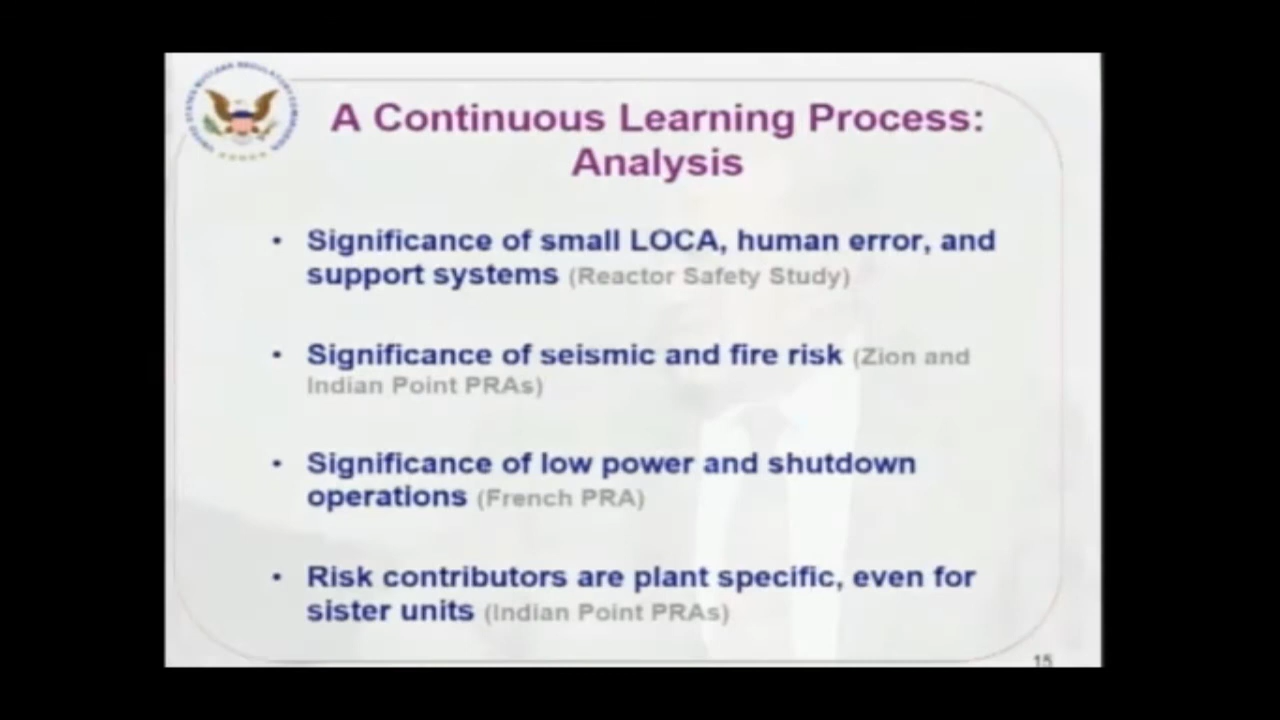 A Continuous Learning Process:
Analysis
• Significance of small LOCA, human error, and
support systems (Reactor Safety Study)
• Significance of seismic and fire risk (Zion and
Indian Point PRAs)
• Significance of low power and shutdown
operations (French PRA)
• Risk contributors are plant specific, even for
sister units (Indian Point PRAs)
15